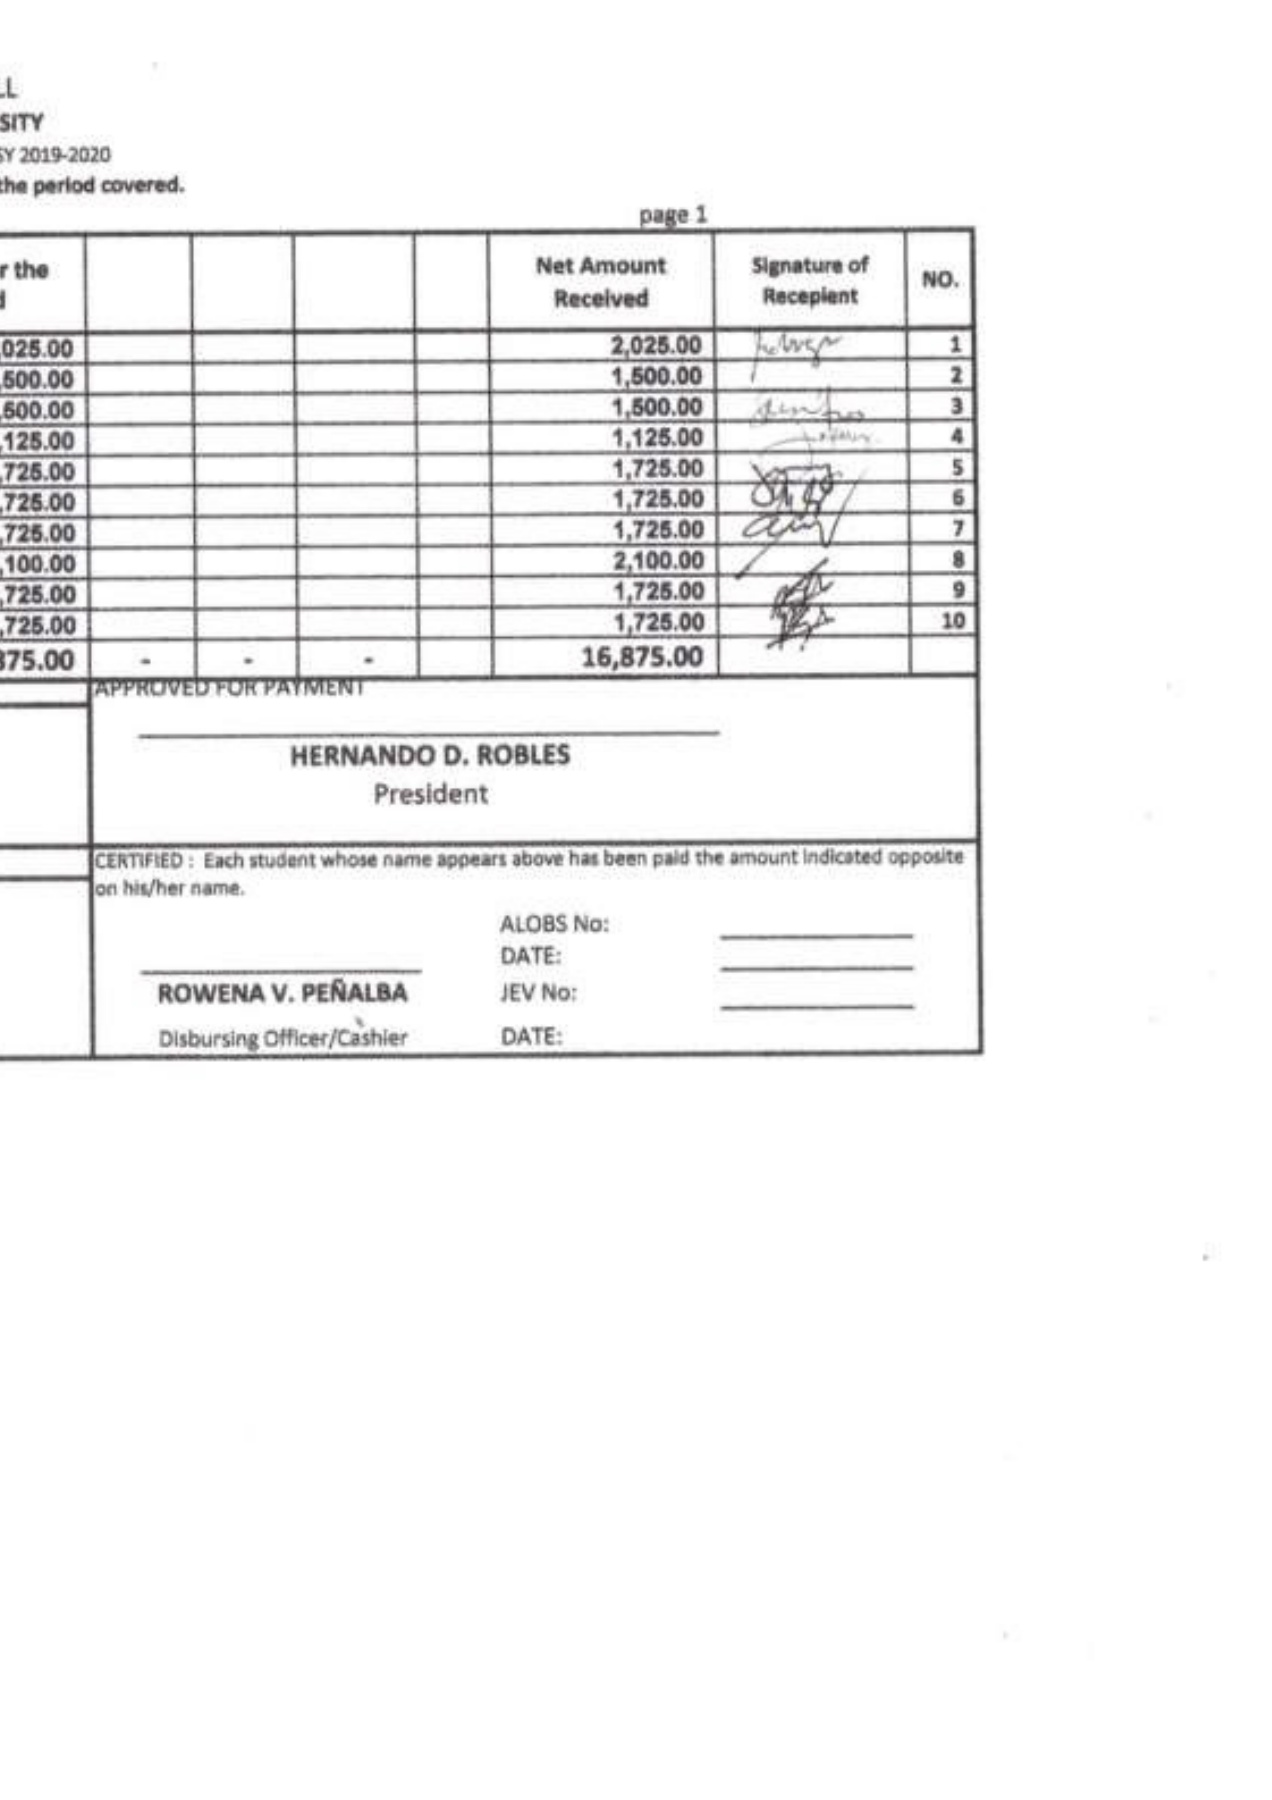 LL
SITY
SY 2019-2020
the period covered.
page 1
r the
d
Net Amount
Received
Signature of
Recepient
NO.
025.00 2,025.00 1
500.00 1,500.00 2
500.00 1,500.00 3
,125.00 1,125.00 4
,725.00 1,725.00 5
,725.00 1,725.00 6
,725.00 1,725.00 7
,100.00 2,100.00 8
,725.00 1,725.00 9
,725.00 1,725.00 10
875.00 - - - 16,875.00
APPROVED FOR PAYMENT
HERNANDO D. ROBLES
President
CERTIFIED : Each student whose name appears above has been paid the amount indicated opposite
on his/her name.
ALOBS No:
DATE:
ROWENA V. PEÑALBA JEV No:
Disbursing Officer/Cashier DATE: